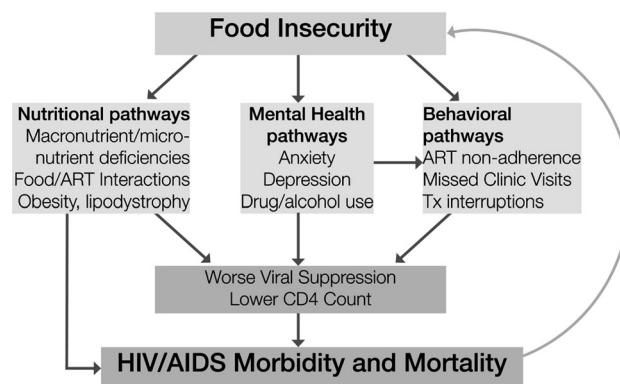 Food Insecurity
Nutritional pathways
Macronutrient/micro-
nutrient deficiencies
Food/ART Interactions
Obesity, lipodystrophy
Mental Health
pathways
Anxiety
Depression
Drug/alcohol use
Behavioral
pathways
ART non-adherence
Missed Clinic Visits
Tx interruptions
Worse Viral Suppression
Lower CD4 Count
HIV/AIDS Morbidity and Mortality